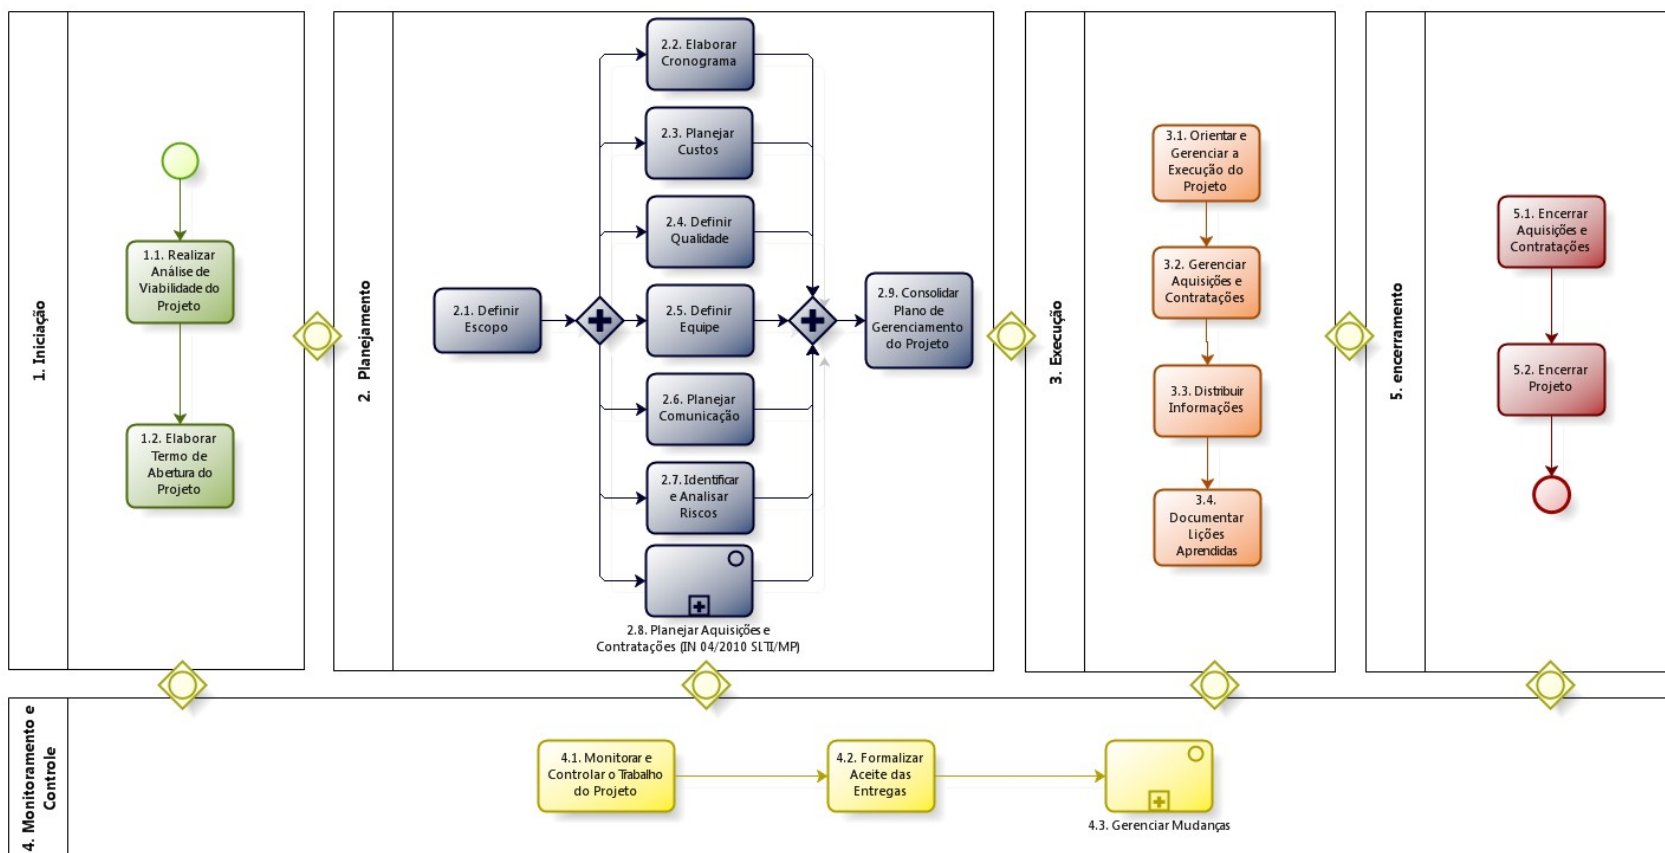 1. Iniciação
1.1. Realizar
Análise de
Viabilidade do
Projeto
1.2. Elaborar
Termo de
Abertura do
Projeto
2. Planejamento
2.1. Definir
Escopo
2.2. Elaborar
Cronograma
2.3. Planejar
Custos
2.4. Definir
Qualidade
2.5. Definir
Equipe
2.6. Planejar
Comunicação
2.7. Identificar
e Analisar
Riscos
2.8. Planejar Aquisições e
Contratações (IN 04/2010 SLTI/MP)
2.9. Consolidar
Plano de
Gerenciamento
do Projeto
3. Execução
3.1. Orientar e
Gerenciar a
Execução do
Projeto
3.2. Gerenciar
Aquisições e
Contratações
3.3. Distribuir
Informações
3.4.
Documentar
Lições
Aprendidas
5. encerramento
5.1. Encerrar
Aquisições e
Contratações
5.2. Encerrar
Projeto
4. Monitoramento e
Controle
4.1. Monitorar e
Controlar o Trabalho
do Projeto
4.2. Formalizar
Aceite das
Entregas
4.3. Gerenciar Mudanças